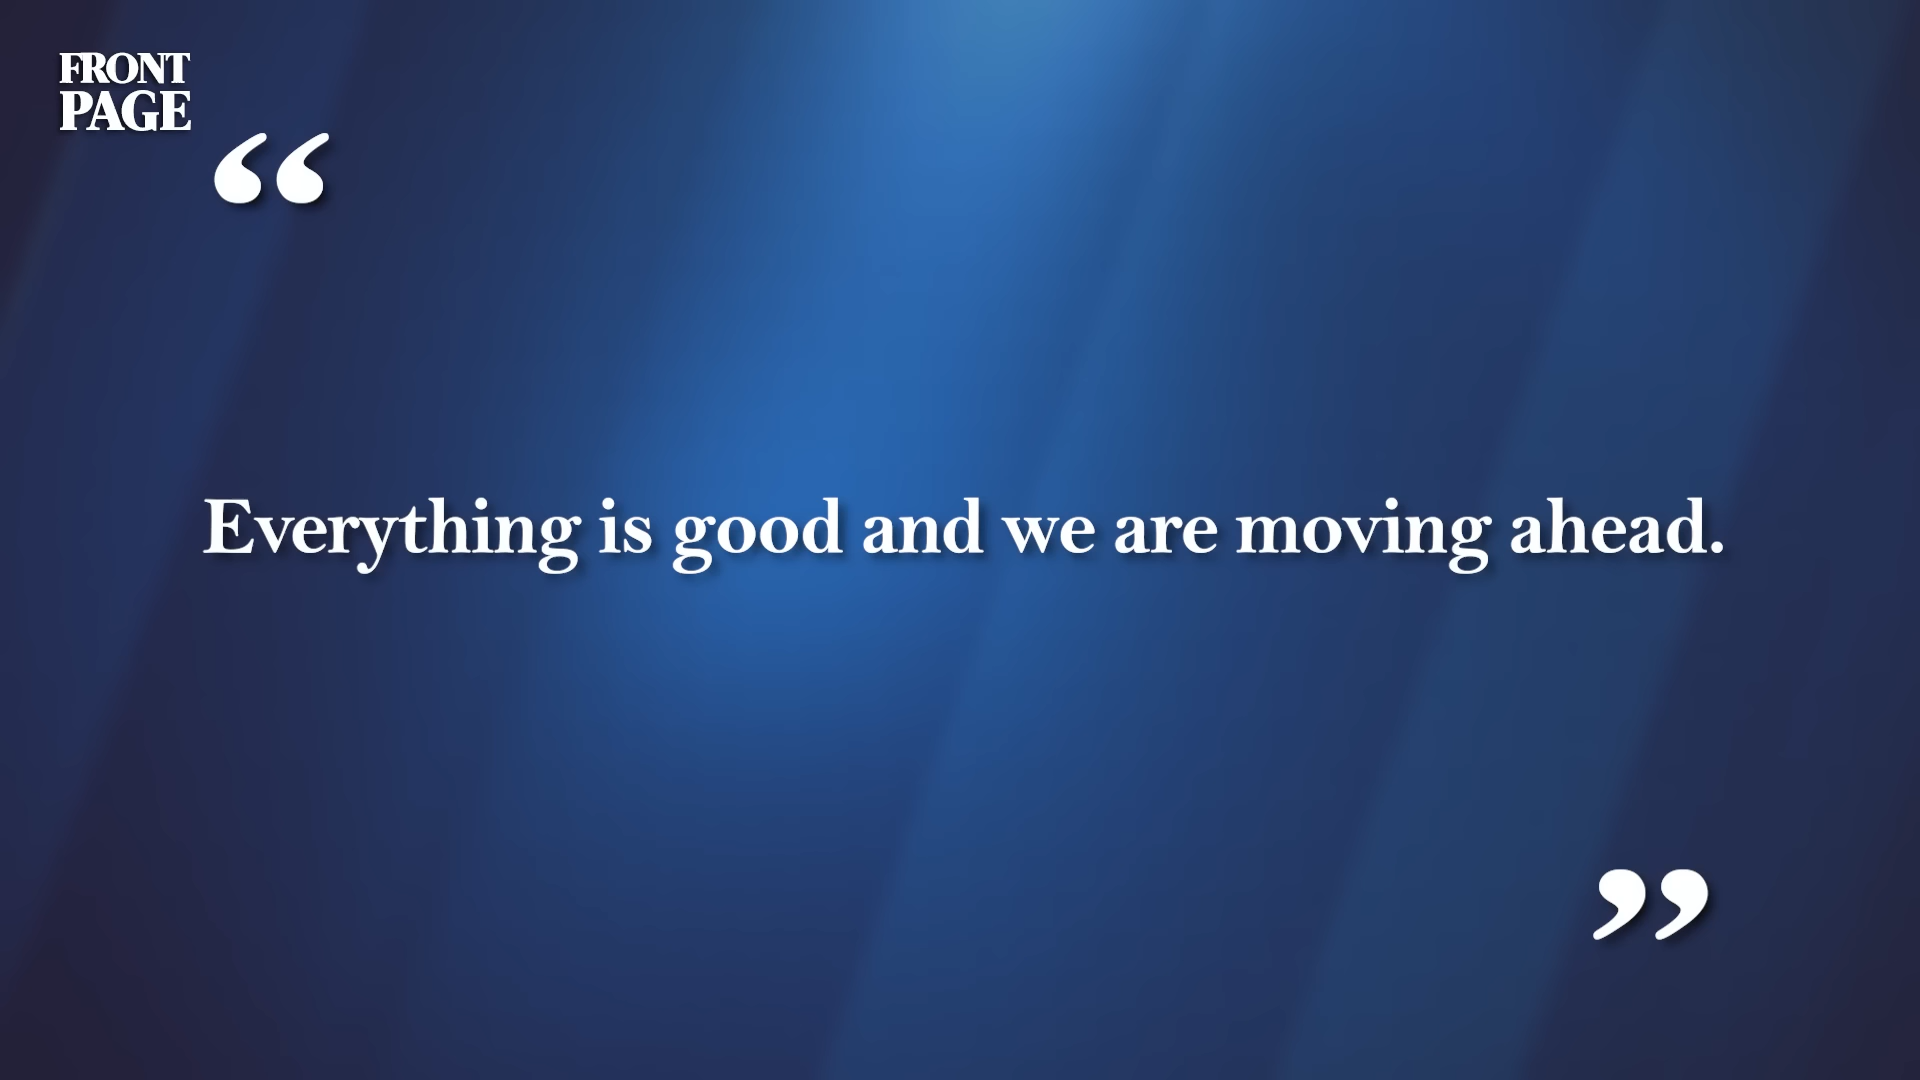 FRONT
PAGE
“
Everything is good and we are moving ahead.
”